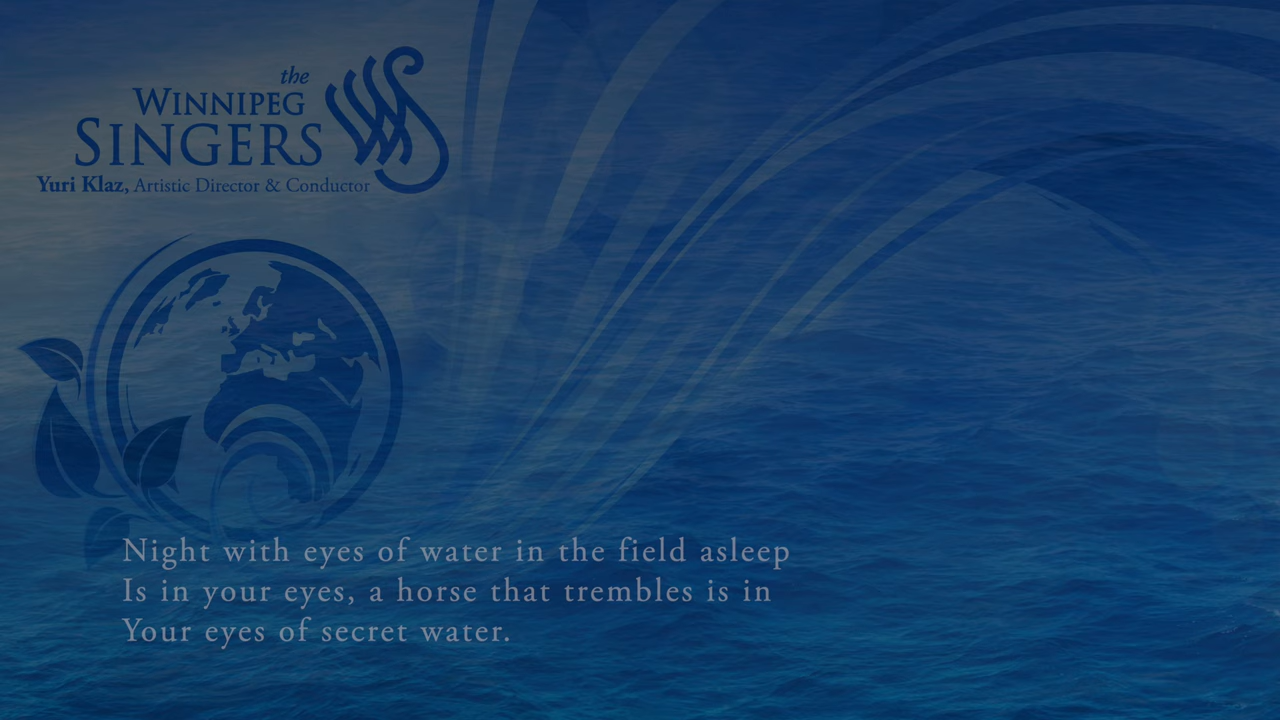 the
WINNIPEG
SINGERS
Yuri Klaz, Artistic Director & Conductor
Night with eyes of water in the field asleep
Is in your eyes, a horse that trembles is in
Your eyes of secret water.